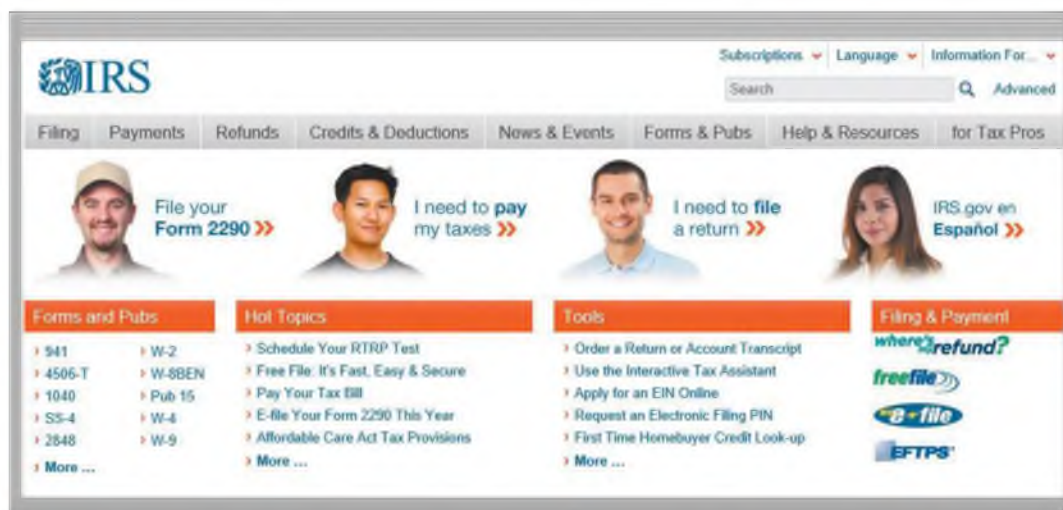 Subscriptions Language Information For...
IRS
Search Advanced
Filing Payments Refunds Credits & Deductions News & Events Forms & Pubs Help & Resources for Tax Pros
File your
Form 2290
I need to pay
my taxes
I need to file
a return
IRS.gov en
Español
Forms and Pubs
941
4506-T
1040
SS-4
2848
More ...
W-2
W-8BEN
Pub 15
W-4
W-9
Hot Topics
Schedule Your RTRP Test
Free File: It's Fast, Easy & Secure
Pay Your Tax Bill
E-file Your Form 2290 This Year
Affordable Care Act Tax Provisions
More ...
Tools
Order a Return or Account Transcript
Use the Interactive Tax Assistant
Apply for an EIN Online
Request an Electronic Filing PIN
First Time Homebuyer Credit Look-up
More ...
Filing & Payment
where's my refund?
freefile
e-file
EFTPS